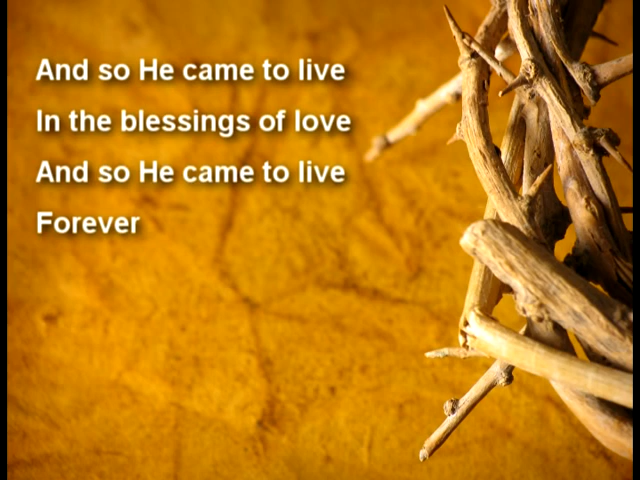 And so He came to live
In the blessings of love
And so He came to live
Forever